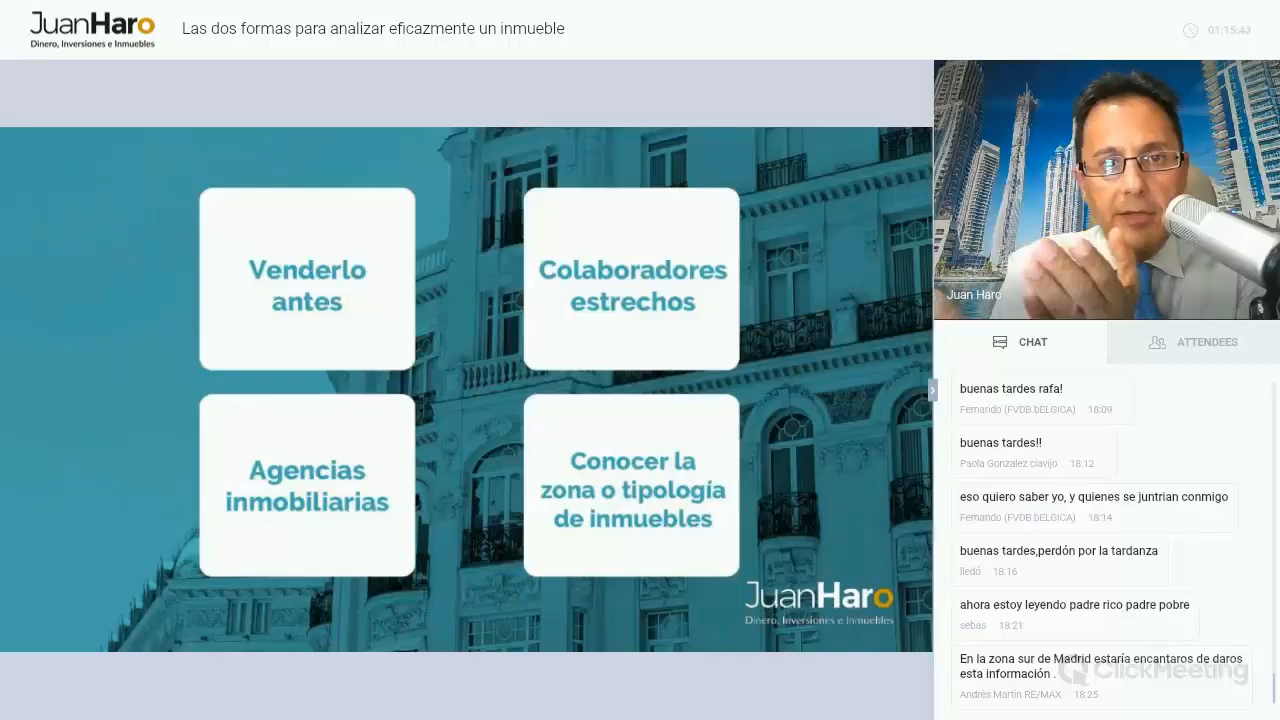 JuanHaro
Dinero, Inversiones e Inmuebles
Las dos formas para analizar eficazmente un inmueble
01:15:43
Venderlo
antes
Colaboradores
estrechos
Agencias
inmobiliarias
Conocer la
zona o tipología
de inmuebles
JuanHaro
Dinero, Inversiones e Inmuebles
Juan Haro
CHAT
ATTENDEES
buenas tardes rafa!
Fernando (FVDB.bELGICA) 18:09
buenas tardes!!
Paola Gonzalez clavijo 18:12
eso quiero saber yo, y quienes se juntrian conmigo
Fernando (FVDB.bELGICA) 18:14
buenas tardes,perdón por la tardanza
lledó 18:16
ahora estoy leyendo padre rico padre pobre
sebas 18:21
En la zona sur de Madrid estaría encantaros de daros
esta información .
Andrés Martín RE/MAX 18:25
ClickMeeting